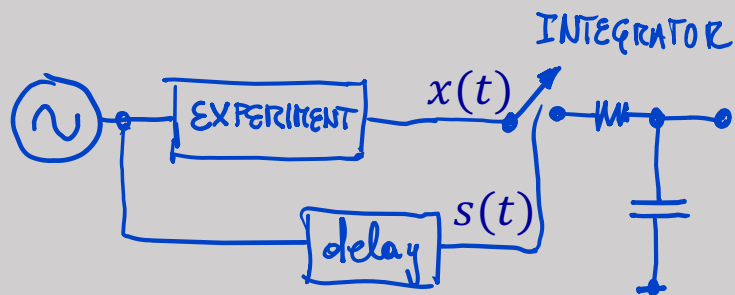 INTEGRATOR
EXPERIMENT
x(t)
s(t)
delay